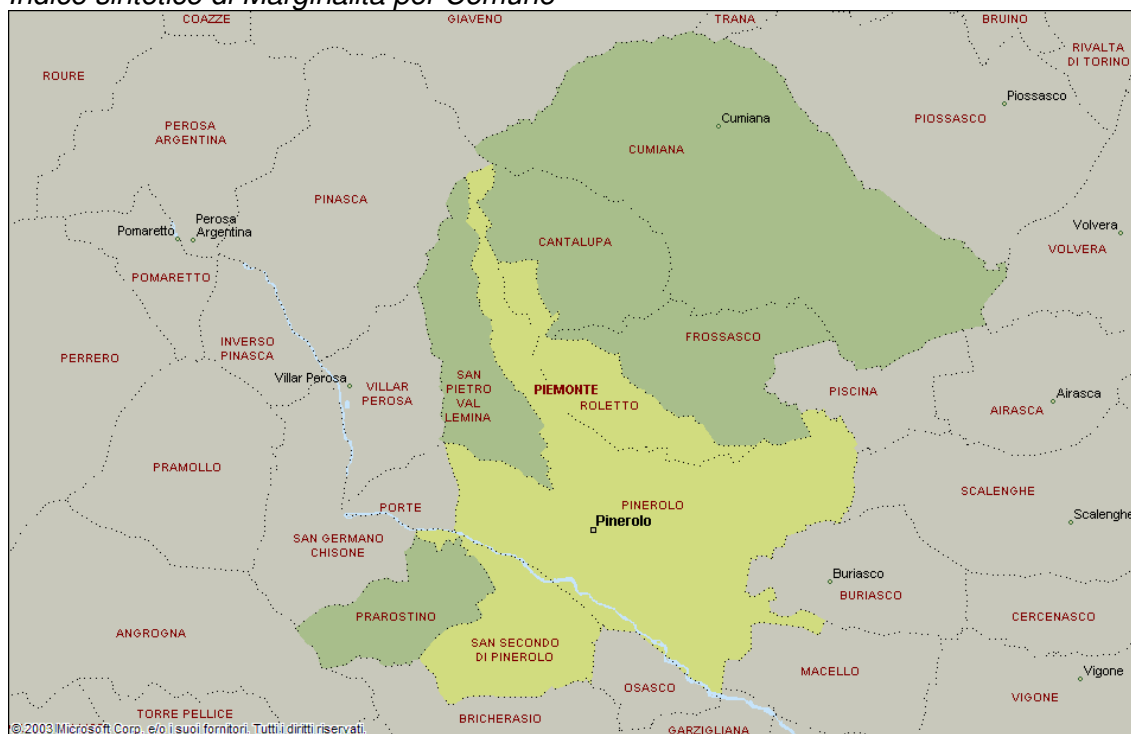 Indice sintetico di Marginalità per Comune
COAZZE
GIAVENO
TRANA
BRUINO
RIVALTA
DI TORINO
ROURE
Piossasco
PIOSSASCO
PEROSA
ARGENTINA
Cumiana
CUMIANA
PINASCA
Perosa
Argentina
Pomaretto
Volvera
VOLVERA
CANTALUPA
POMARETTO
INVERSO
PINASCA
FROSSASCO
PERRERO
Villar Perosa
VILLAR
PEROSA
SAN
PIETRO
VAL
LEMINA
PIEMONTE
ROLETTO
PISCINA
Airasca
AIRASCA
PRAMOLLO
SCALENGHE
PORTE
PINEROLO
Pinerolo
Scalenghe
SAN GERMANO
CHISONE
Buriasco
BURIASCO
PRAROSTINO
CERCENASCO
ANGROGNA
SAN SECONDO
DI PINEROLO
MACELLO
Vigone
VIGONE
OSASCO
TORRE PELLICE
BRICHERASIO
GARZIGLIANA
© 2003 Microsoft Corp. e/o i suoi fornitori. Tutti i diritti riservati.